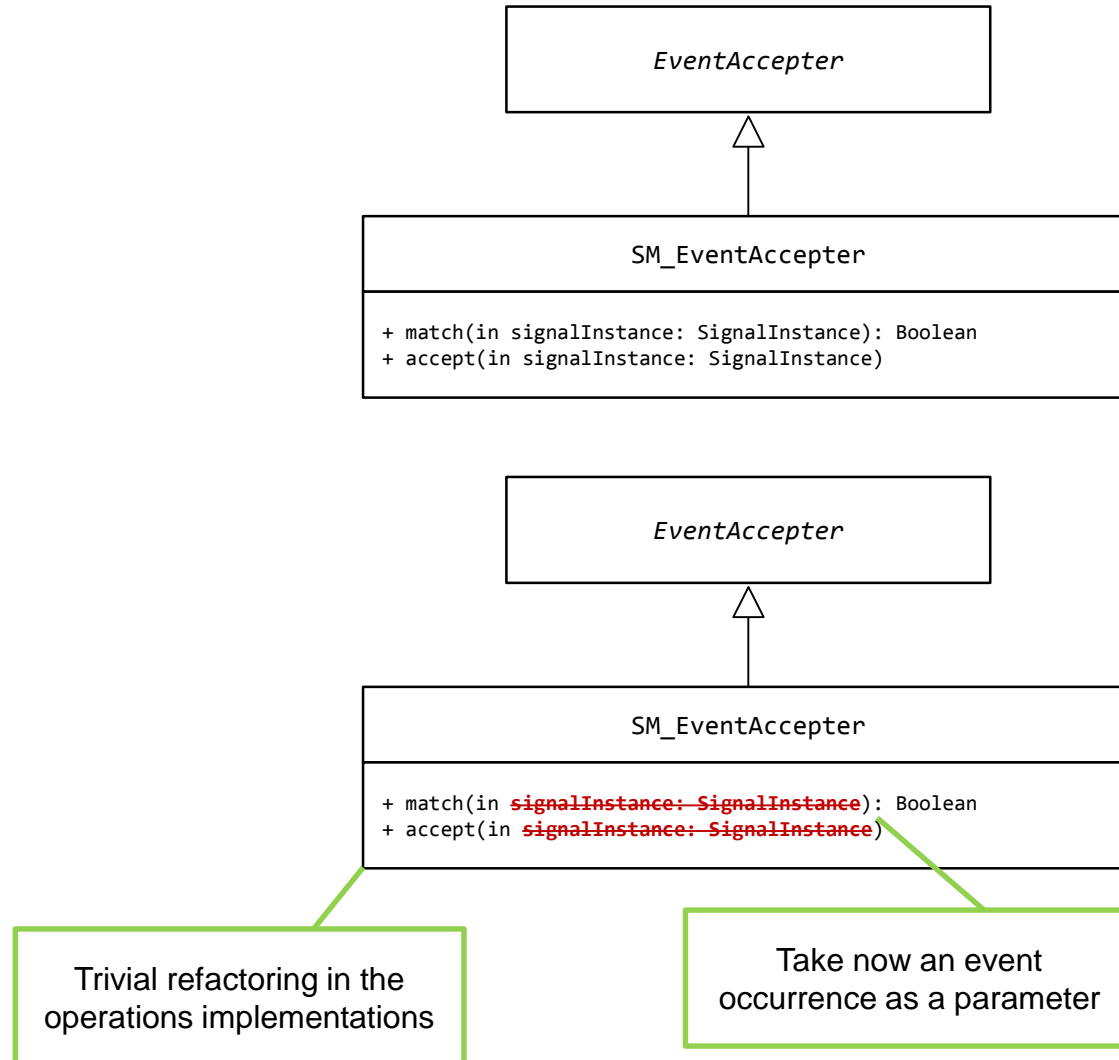 EventAccepter
SM_EventAccepter
+ match(in signalInstance: SignalInstance): Boolean
+ accept(in signalInstance: SignalInstance)
EventAccepter
SM_EventAccepter
+ match(in signalInstance: SignalInstance): Boolean
+ accept(in signalInstance: SignalInstance)
Trivial refactoring in the
operations implementations
Take now an event
occurrence as a parameter